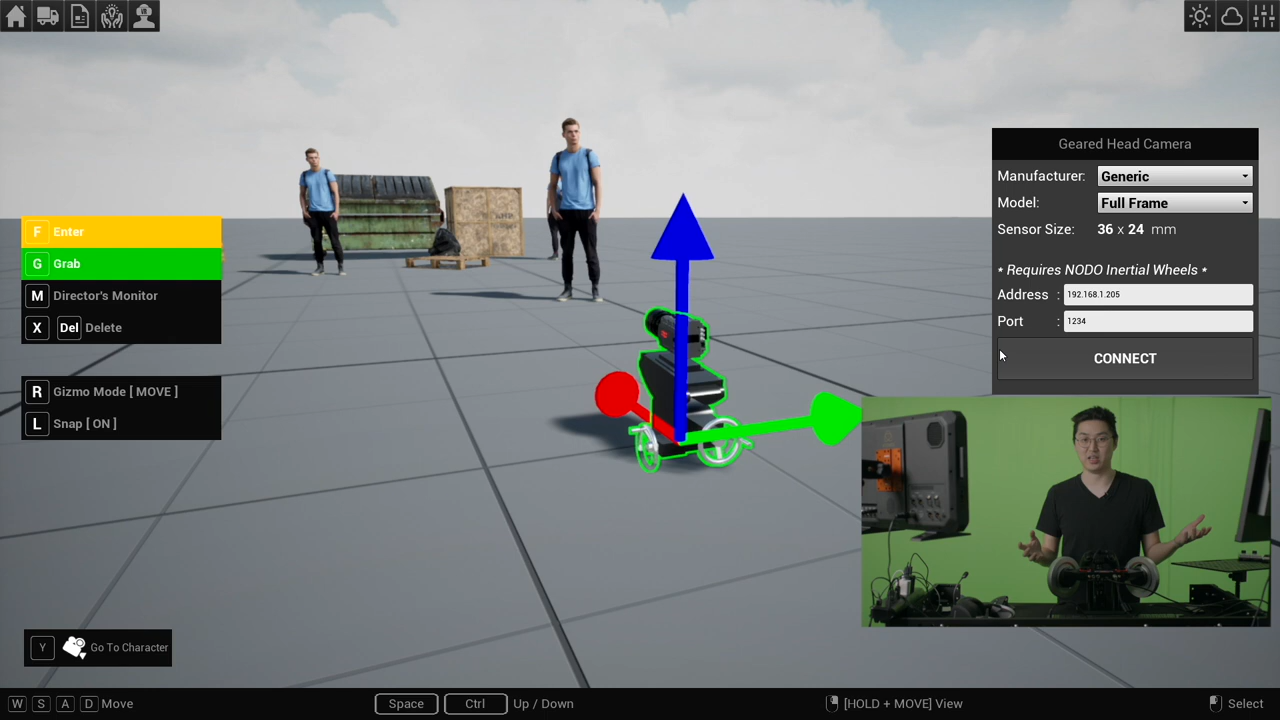 F Enter
G Grab
M Director's Monitor
X Del Delete
R Gizmo Mode [ MOVE ]
L Snap [ ON ]
Y Go To Character
Geared Head Camera
Manufacturer: Generic
Model: Full Frame
Sensor Size: 36 x 24 mm
* Requires NODO Inertial Wheels *
Address : 192.168.1.205
Port : 1234
CONNECT
W S A D Move
Space Ctrl Up / Down
[HOLD + MOVE] View
Select